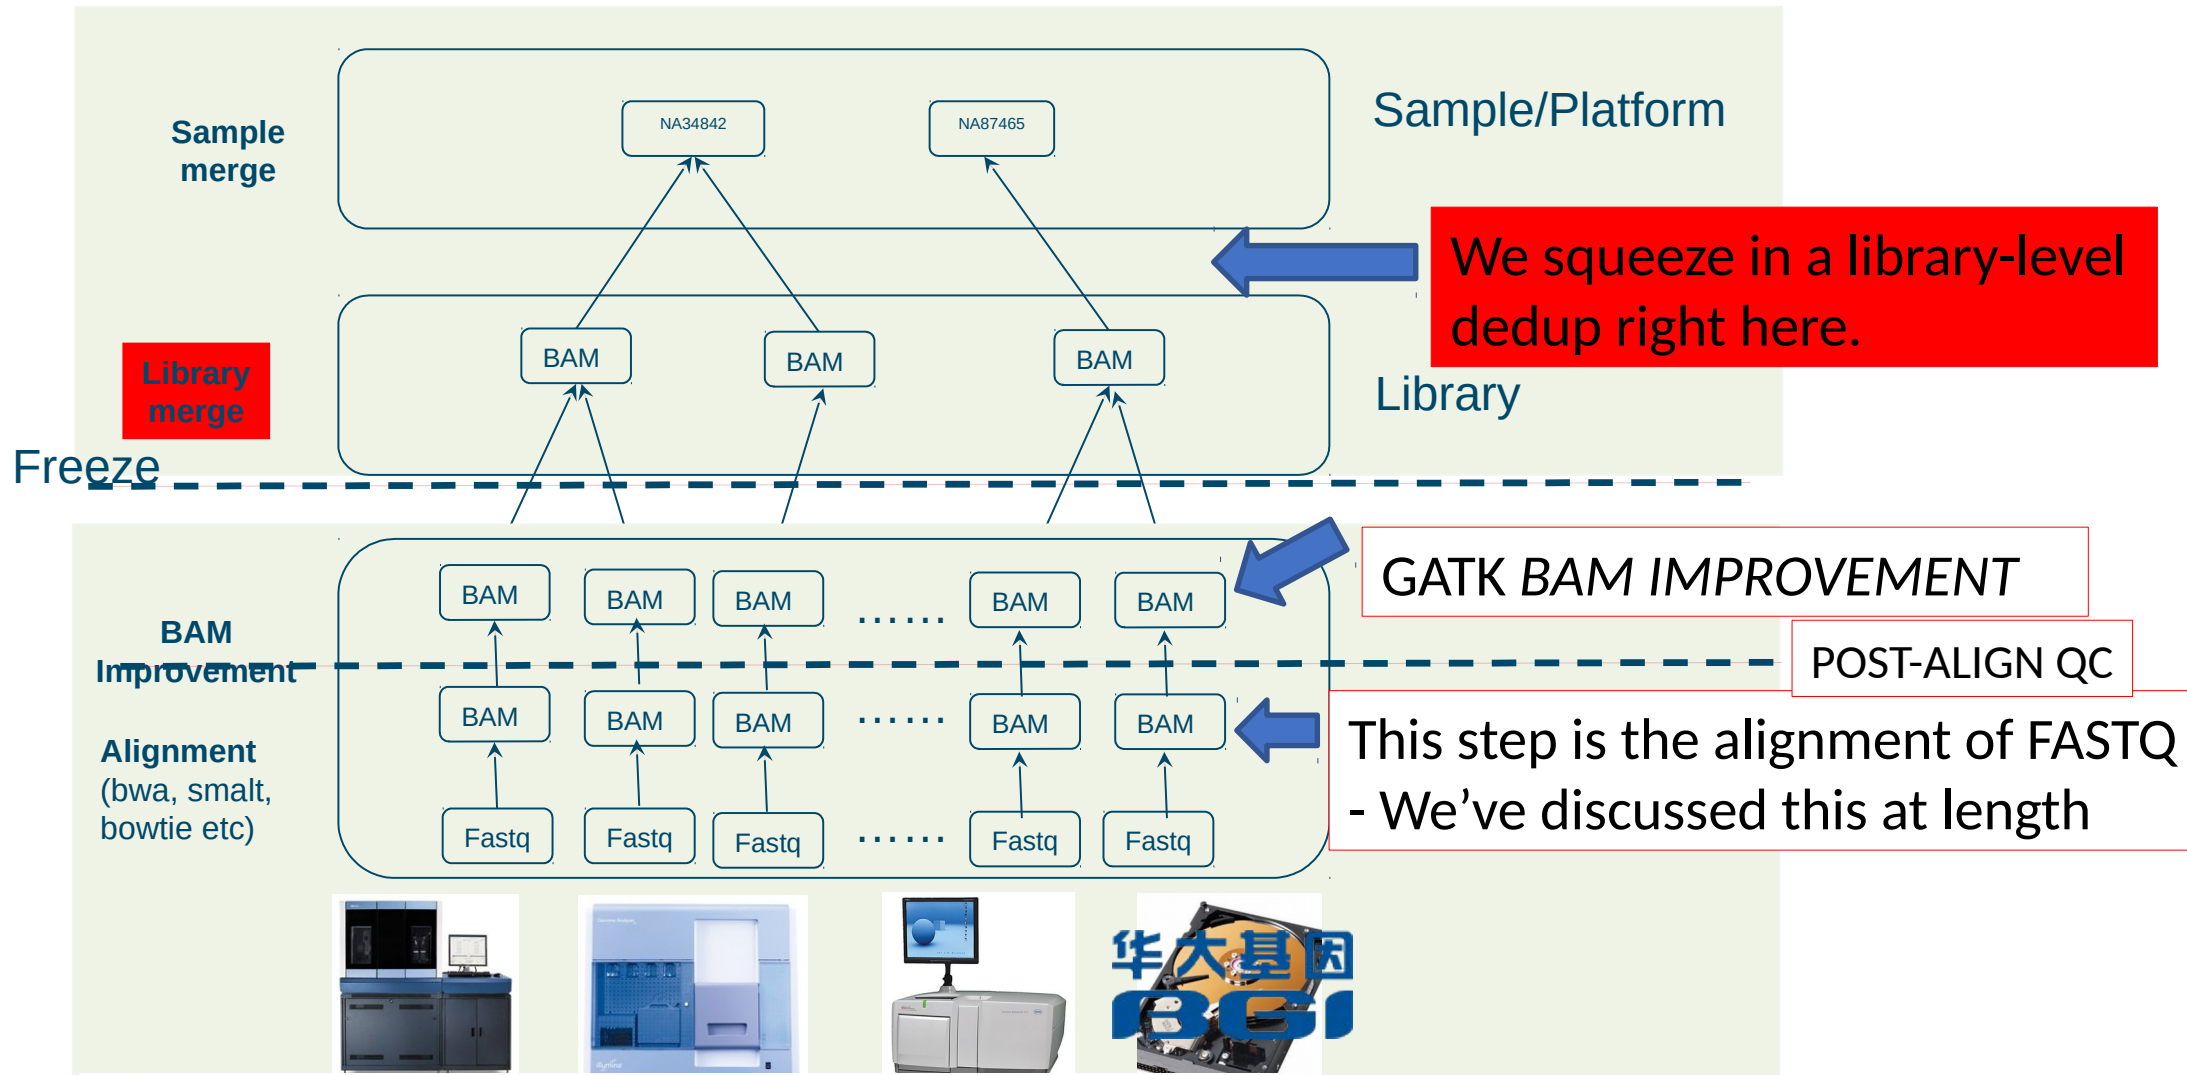 Sample
merge
NA34842
NA87465
Sample/Platform
We squeeze in a library-level
dedup right here.
BAM
BAM
BAM
Library
merge
Library
Freeze
GATK BAM IMPROVEMENT
BAM
BAM
BAM
......
BAM
BAM
BAM
Improvement
POST-ALIGN QC
BAM
BAM
BAM
......
BAM
BAM
This step is the alignment of FASTQ
- We’ve discussed this at length
Alignment
(bwa, smalt,
bowtie etc)
Fastq
Fastq
Fastq
......
Fastq
Fastq
华大基因
BGI